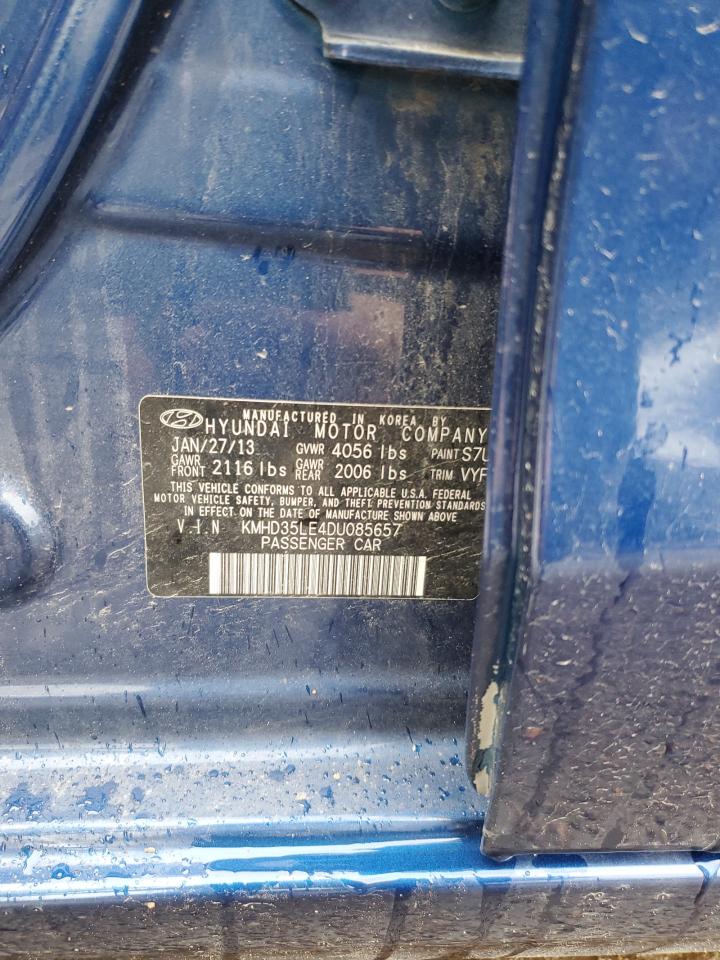 MANUFACTURED IN KOREA BY
HYUNDAI MOTOR COMPANY
JAN/27/13 GVWR 4056 lbs PAINT S7U
GAWR FRONT 2116 lbs GAWR REAR 2006 lbs TRIM VYF
THIS VEHICLE CONFORMS TO ALL APPLICABLE U.S.A. FEDERAL
MOTOR VEHICLE SAFETY, BUMPER, AND THEFT PREVENTION STANDARDS
IN EFFECT ON THE DATE OF MANUFACTURE SHOWN ABOVE
V.I.N KMHD35LE4DU085657
PASSENGER CAR